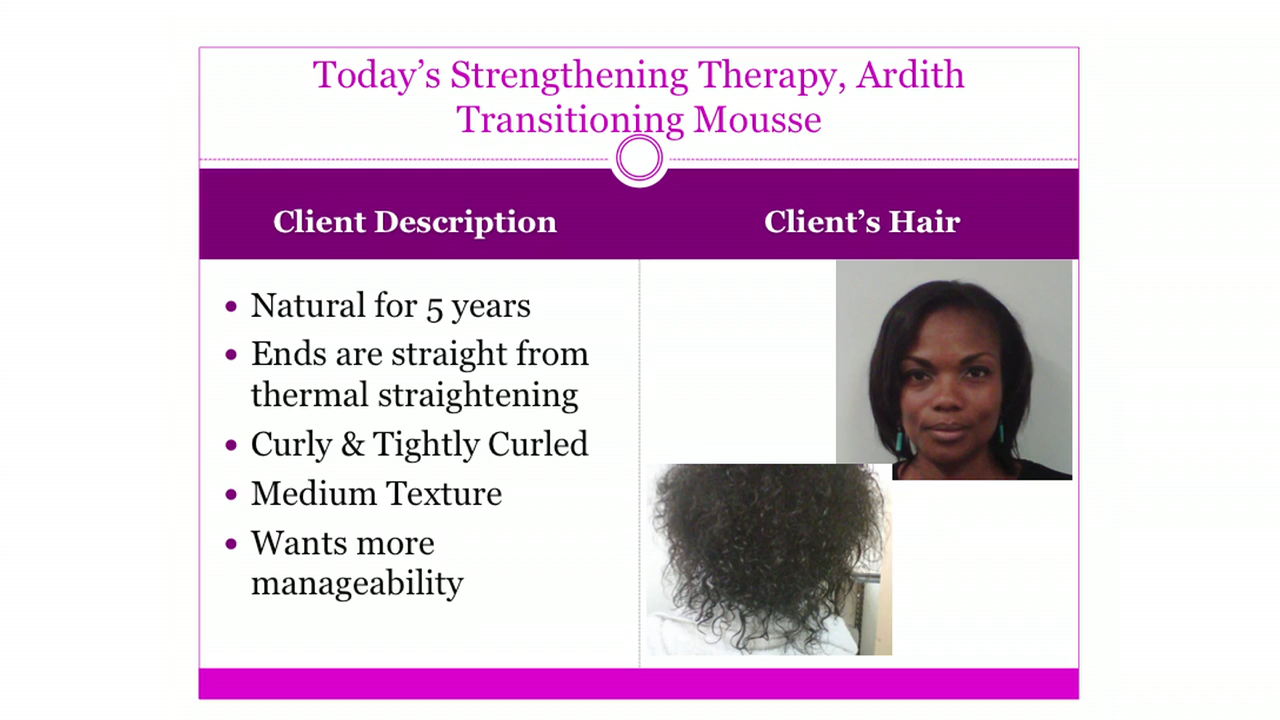 Today’s Strengthening Therapy, Ardith
Transitioning Mousse
Client Description
Client’s Hair
• Natural for 5 years
• Ends are straight from
thermal straightening
• Curly & Tightly Curled
• Medium Texture
• Wants more
manageability